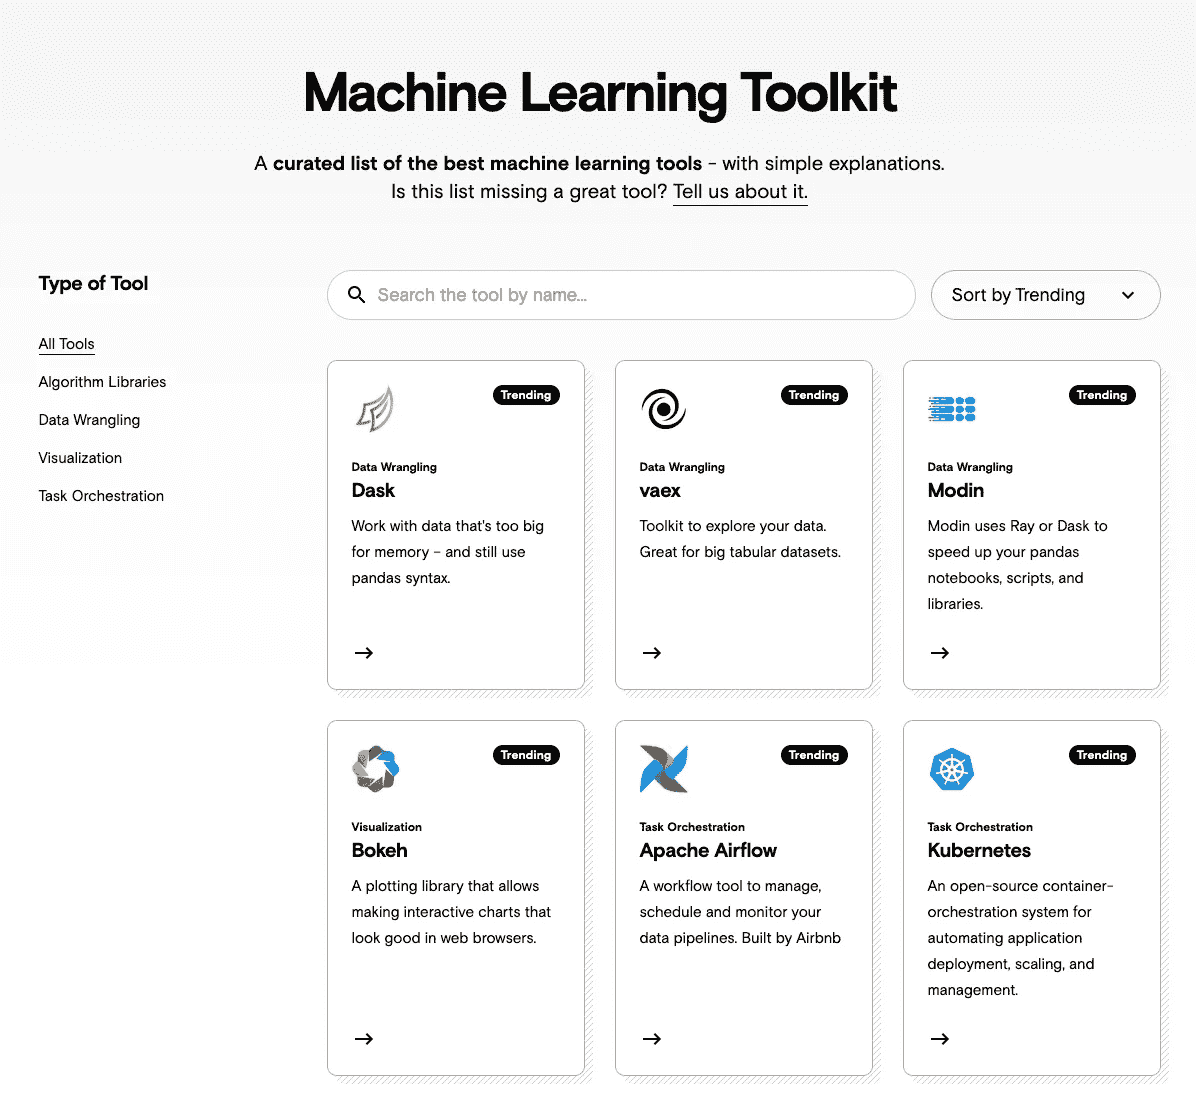 Machine Learning Toolkit
A curated list of the best machine learning tools – with simple explanations.
Is this list missing a great tool? Tell us about it.
Type of Tool
All Tools
Algorithm Libraries
Data Wrangling
Visualization
Task Orchestration
Search the tool by name...
Sort by Trending
Trending
Data Wrangling
Dask
Work with data that's too big
for memory – and still use
pandas syntax.
Trending
Data Wrangling
vaex
Toolkit to explore your data.
Great for big tabular datasets.
Trending
Data Wrangling
Modin
Modin uses Ray or Dask to
speed up your pandas
notebooks, scripts, and
libraries.
Trending
Visualization
Bokeh
A plotting library that allows
making interactive charts that
look good in web browsers.
Trending
Task Orchestration
Apache Airflow
A workflow tool to manage,
schedule and monitor your
data pipelines. Built by Airbnb
Trending
Task Orchestration
Kubernetes
An open-source container-
orchestration system for
automating application
deployment, scaling, and
management.